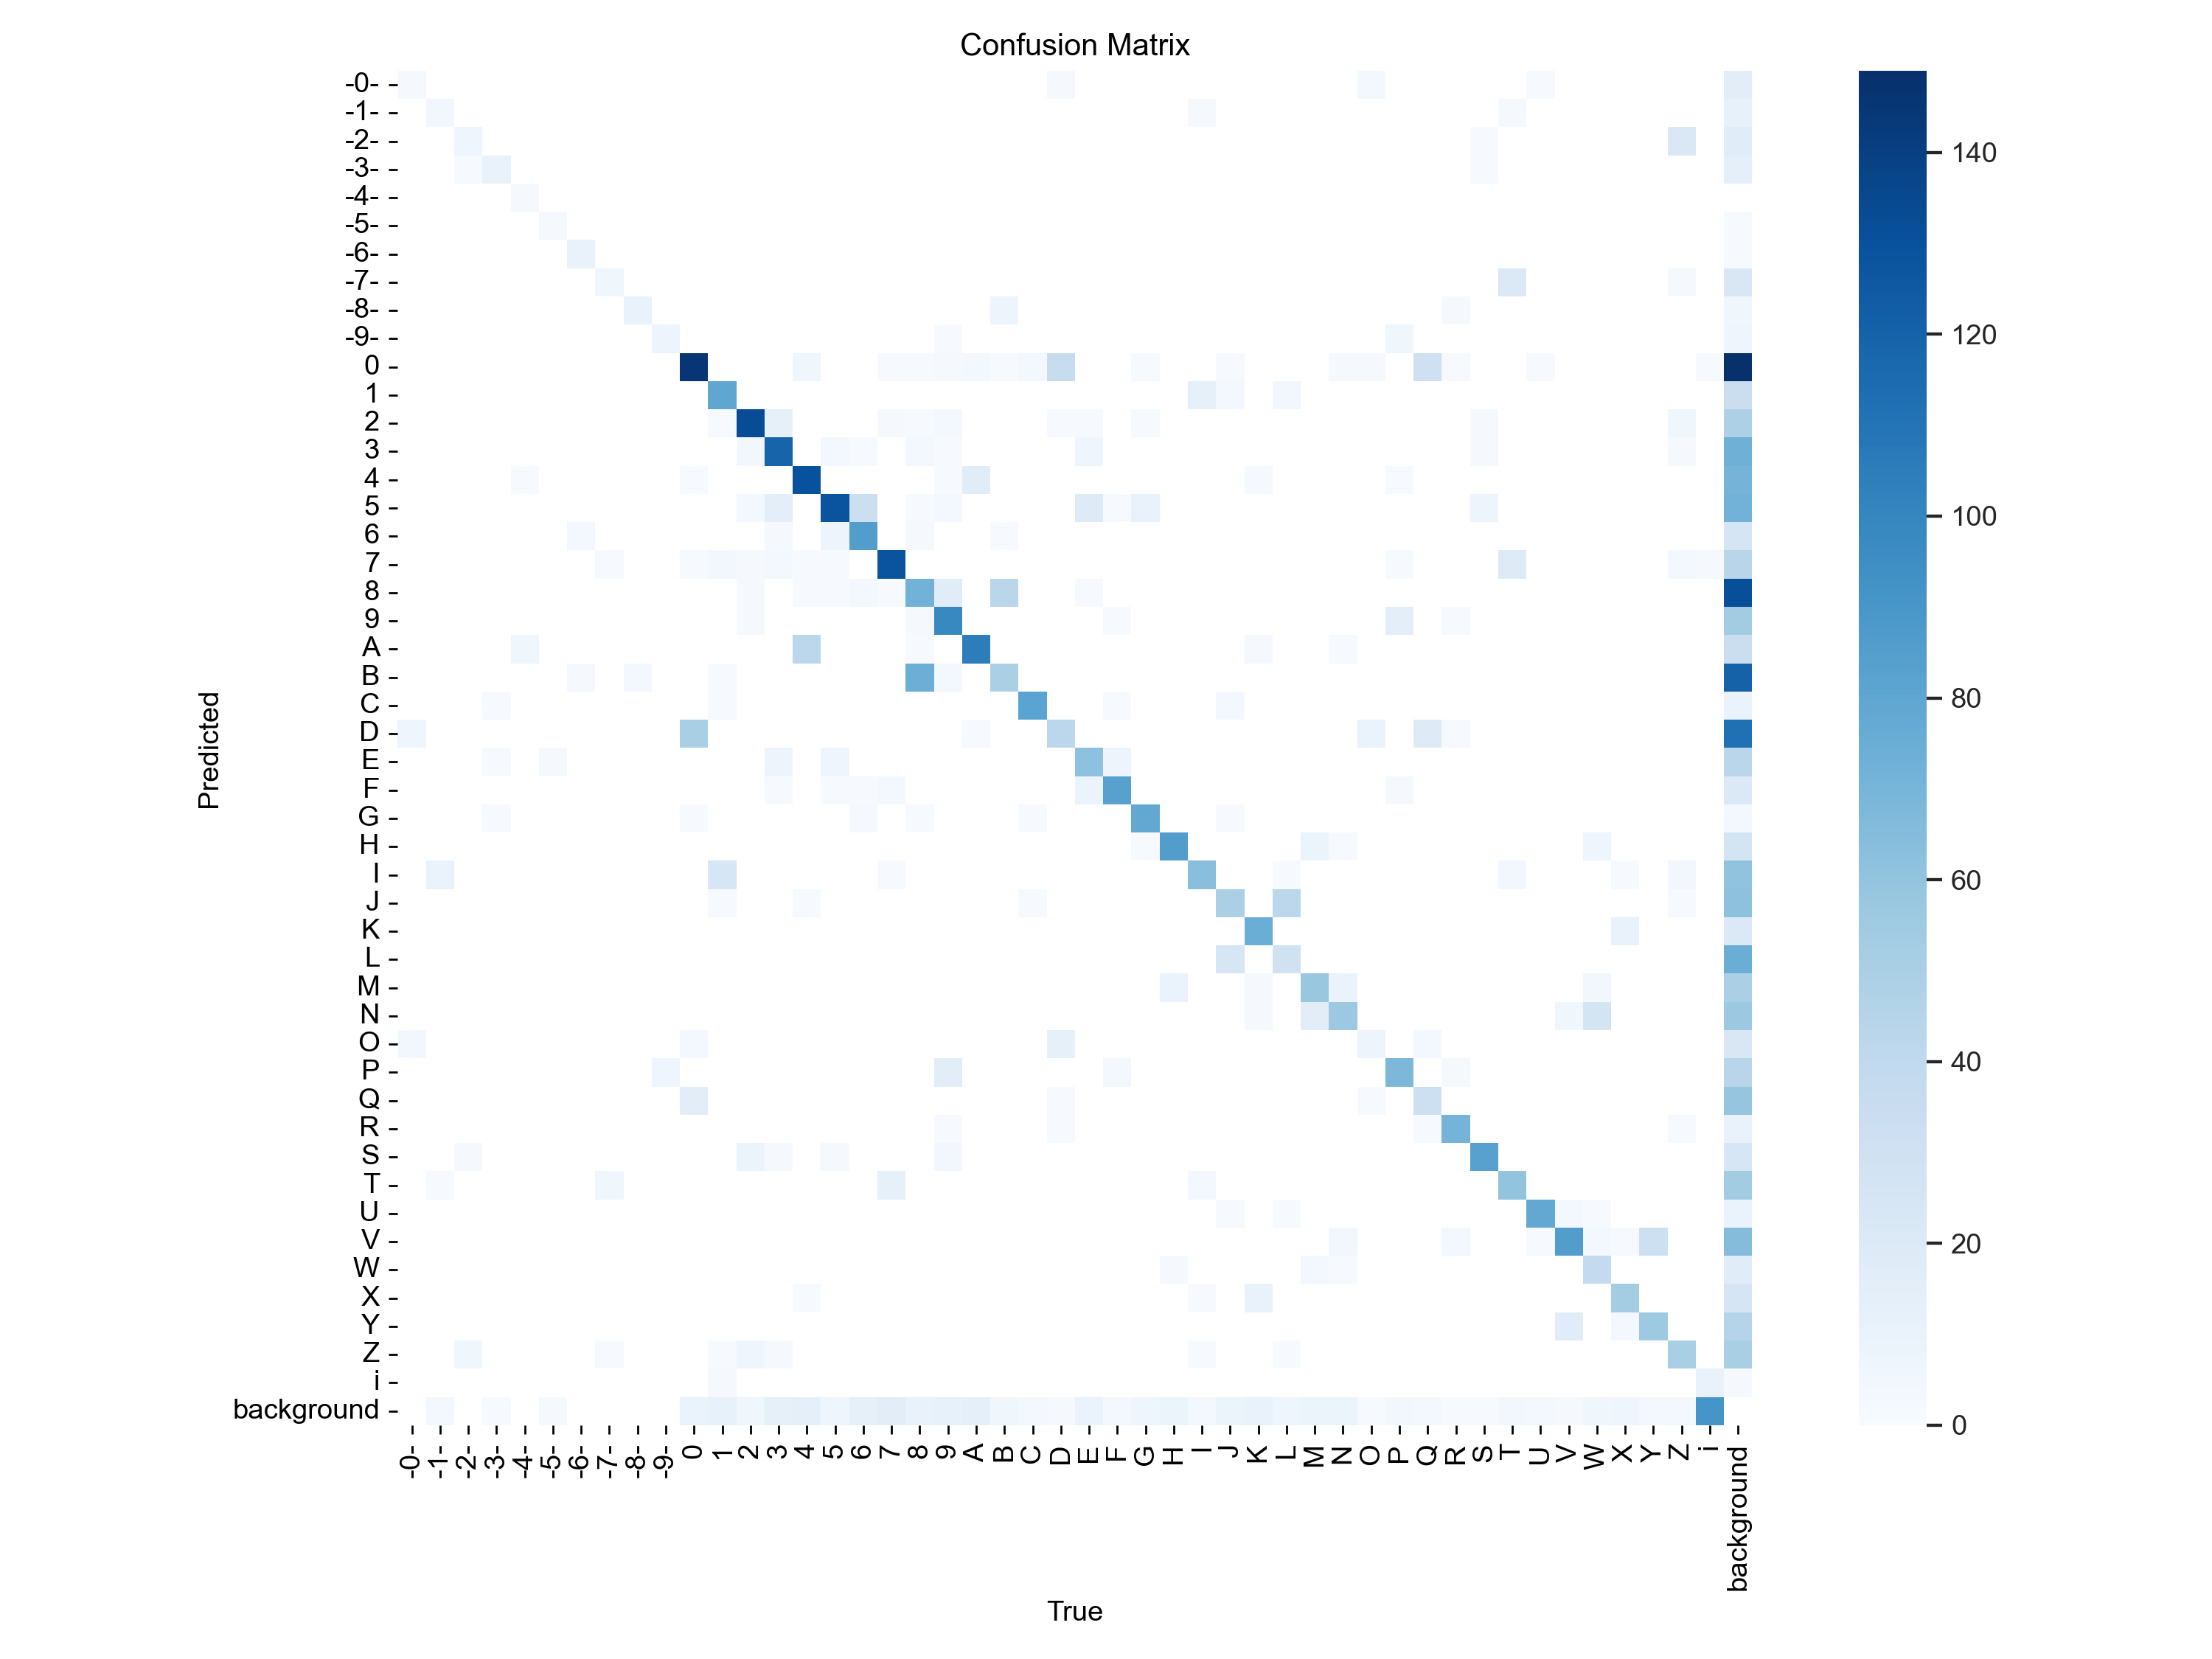 Confusion Matrix
-0-
-1-
-2-
-3-
-4-
-5-
-6-
-7-
-8-
-9-
0
1
2
3
4
5
6
7
8
9
A
B
C
D
E
F
G
H
I
J
K
L
M
N
O
P
Q
R
S
T
U
V
W
X
Y
Z
i
background
Predicted
-0- -1- -2- -3- -4- -5- -6- -7- -8- -9- 0 1 2 3 4 5 6 7 8 9 A B C D E F G H I J K L M N O P Q R S T U V W X Y Z i background
True
140
120
100
80
60
40
20
0